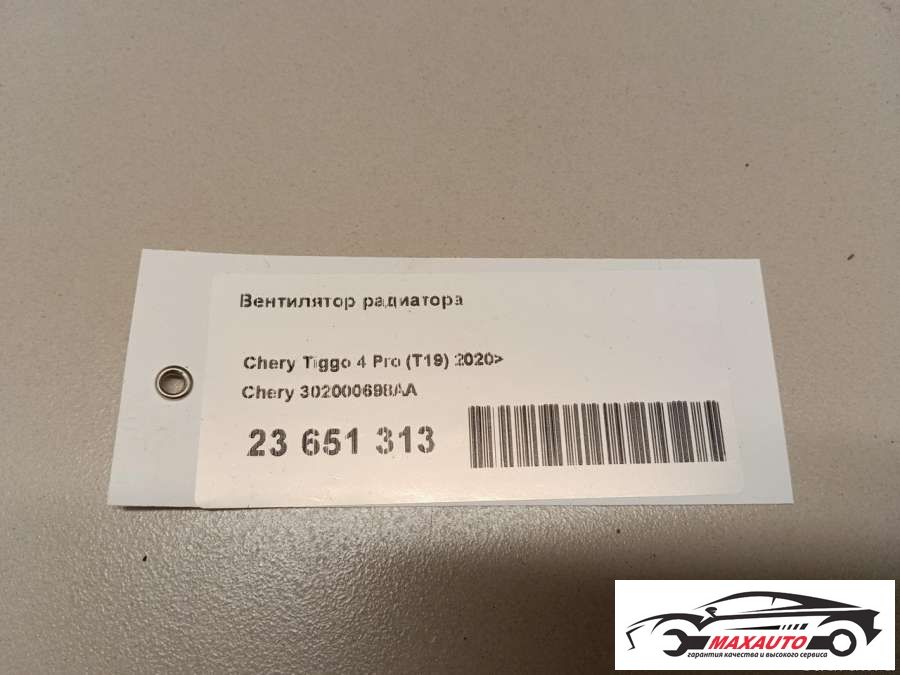 Вентилятор радиатора
Chery Tiggo 4 Pro (T19) 2020>
Chery 302000698AA
23 651 313
MAXAUTO
гарантия качества и высокого сервиса